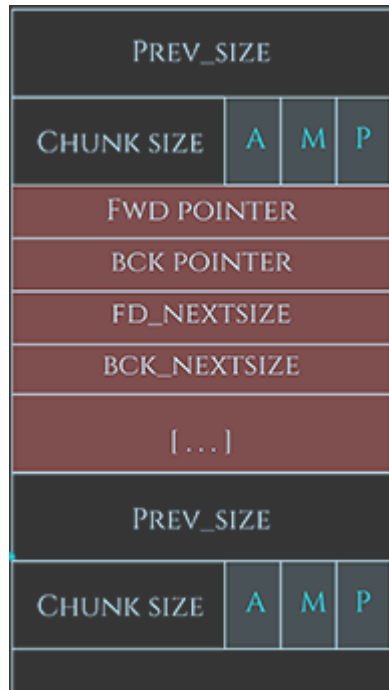 Prev_size
Chunk size A M P
Fwd pointer
bck pointer
fd_nextsize
bck_nextsize
[...]
Prev_size
Chunk size A M P